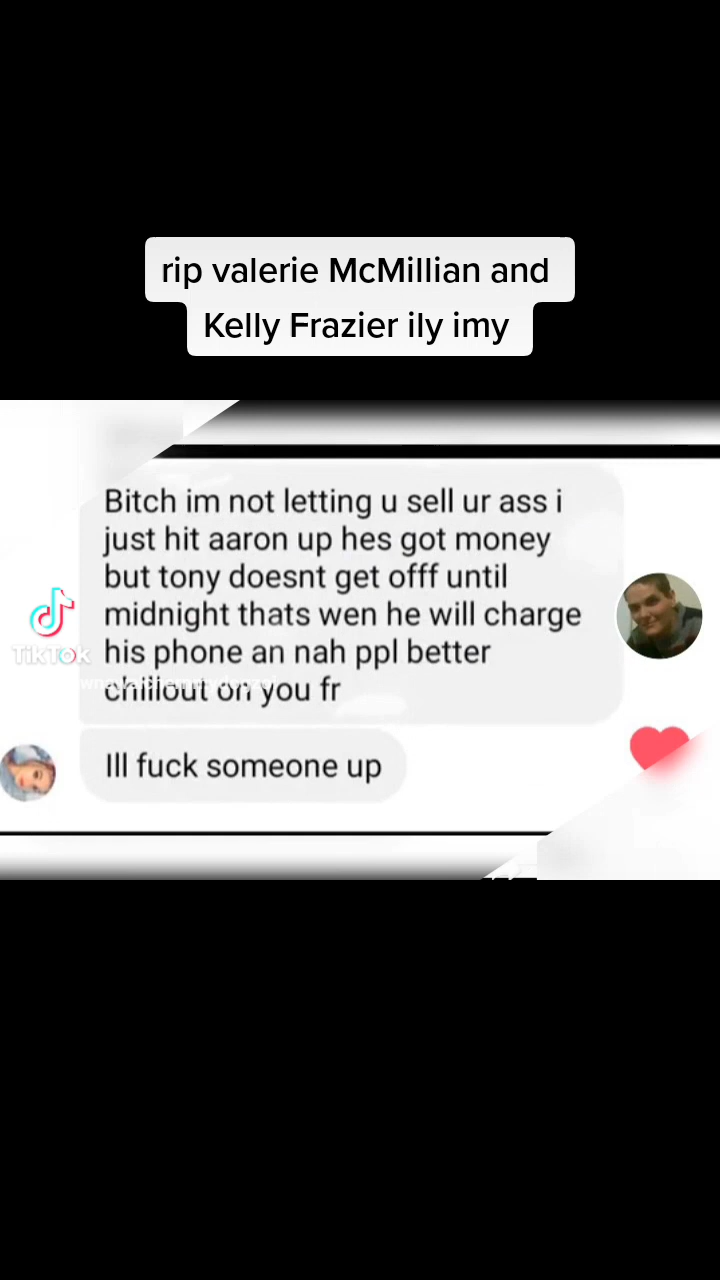 rip valerie McMillian and
Kelly Frazier ily imy
Bitch im not letting u sell ur ass i
just hit aaron up hes got money
but tony doesnt get offf until
midnight thats wen he will charge
his phone an nah ppl better
chillout on you fr
TikTok
Ill fuck someone up